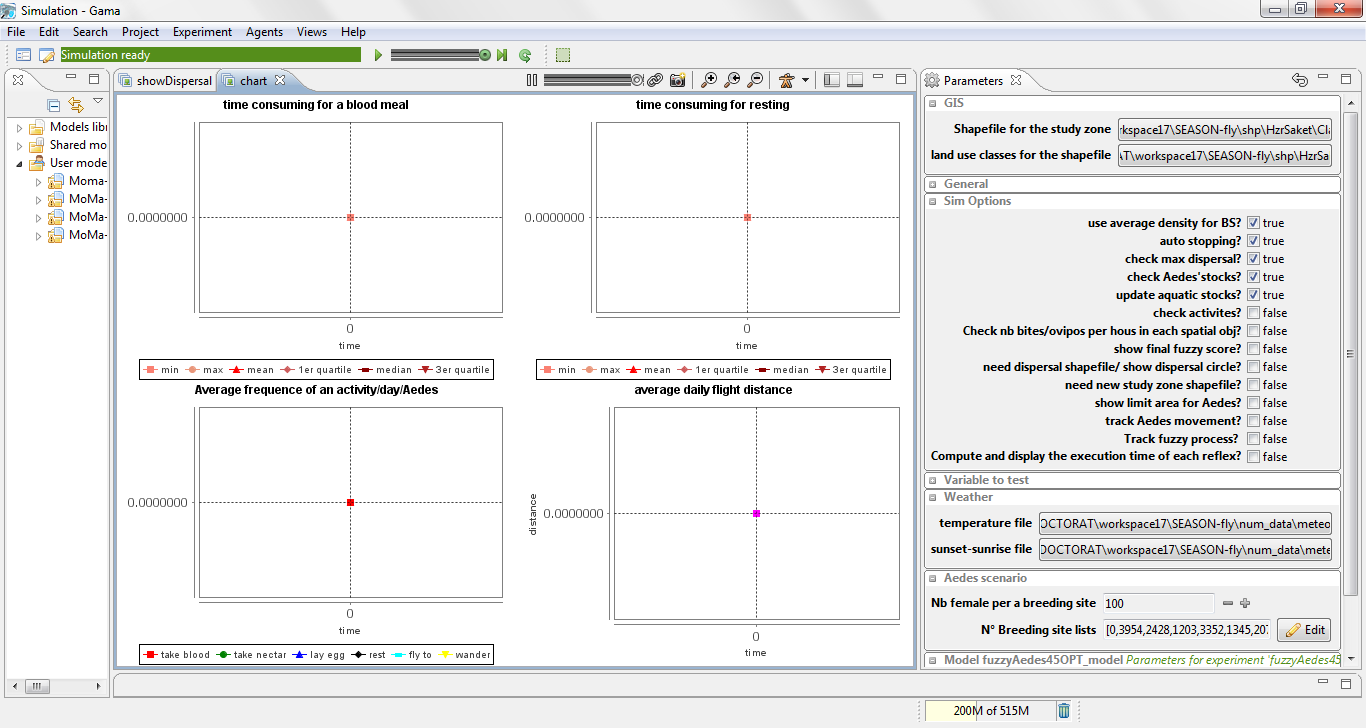 Simulation - Gama
File Edit Search Project Experiment Agents Views Help
Simulation ready
Models libr
Shared mo
User mode
Moma-
MoMa-
MoMa-
MoMa-
showDispersal
chart
time consuming for a blood meal
0.0000000
0
time
min max mean 1er quartile median 3er quartile
time consuming for resting
0.0000000
0
time
min max mean 1er quartile median 3er quartile
Average frequence of an activity/day/Aedes
0.0000000
0
time
take blood take nectar lay egg rest fly to wander
average daily flight distance
distance
0.0000000
0
time
Parameters
GIS
Shapefile for the study zone rkspace17\SEASON-fly\shp\HzrSaket\Cla
land use classes for the shapefile AT\workspace17\SEASON-fly\shp\HzrSa
General
Sim Options
use average density for BS? true
auto stopping? true
check max dispersal? true
check Aedes'stocks? true
update aquatic stocks? true
check activites? false
Check nb bites/ovipos per hous in each spatial obj? false
show final fuzzy score? false
need dispersal shapefile/ show dispersal circle? false
need new study zone shapefile? false
show limit area for Aedes? false
track Aedes movement? false
Track fuzzy process? false
Compute and display the execution time of each reflex? false
Variable to test
Weather
temperature file DOCTORAT\workspace17\SEASON-fly\num_data\meteo
sunset-sunrise file DOCTORAT\workspace17\SEASON-fly\num_data\mete
Aedes scenario
Nb female per a breeding site 100
N° Breeding site lists [0,3954,2428,1203,3352,1345,207 Edit
Model fuzzyAedes45OPT_model Parameters for experiment 'fuzzyAedes45
200M of 515M